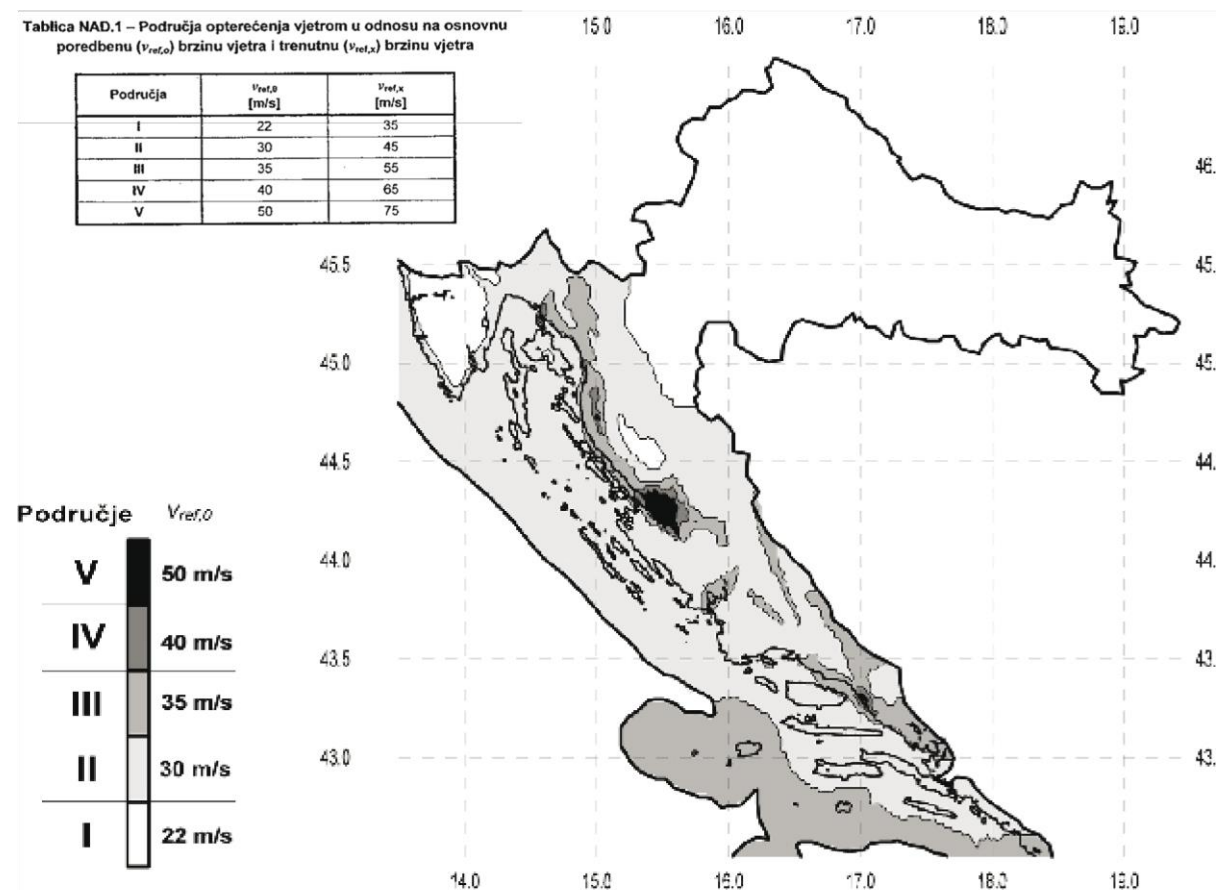 Tablica NAD.1 – Područja opterećenja vjetrom u odnosu na osnovnu
poredbenu (vref,o) brzinu vjetra i trenutnu (vref,x) brzinu vjetra
Područja vref,0 [m/s] vref,x [m/s]
I 22 35
II 30 45
III 35 55
IV 40 65
V 50 75
15.0 16.0 17.0 18.0 19.0
46.
45.5 45.
45.0 45.
44.5 44.
44.0 44.
43.5 43.
43.0 43.
14.0 15.0 16.0 17.0 18.0 19.0
Područje Vref,o
V 50 m/s
IV 40 m/s
III 35 m/s
II 30 m/s
I 22 m/s